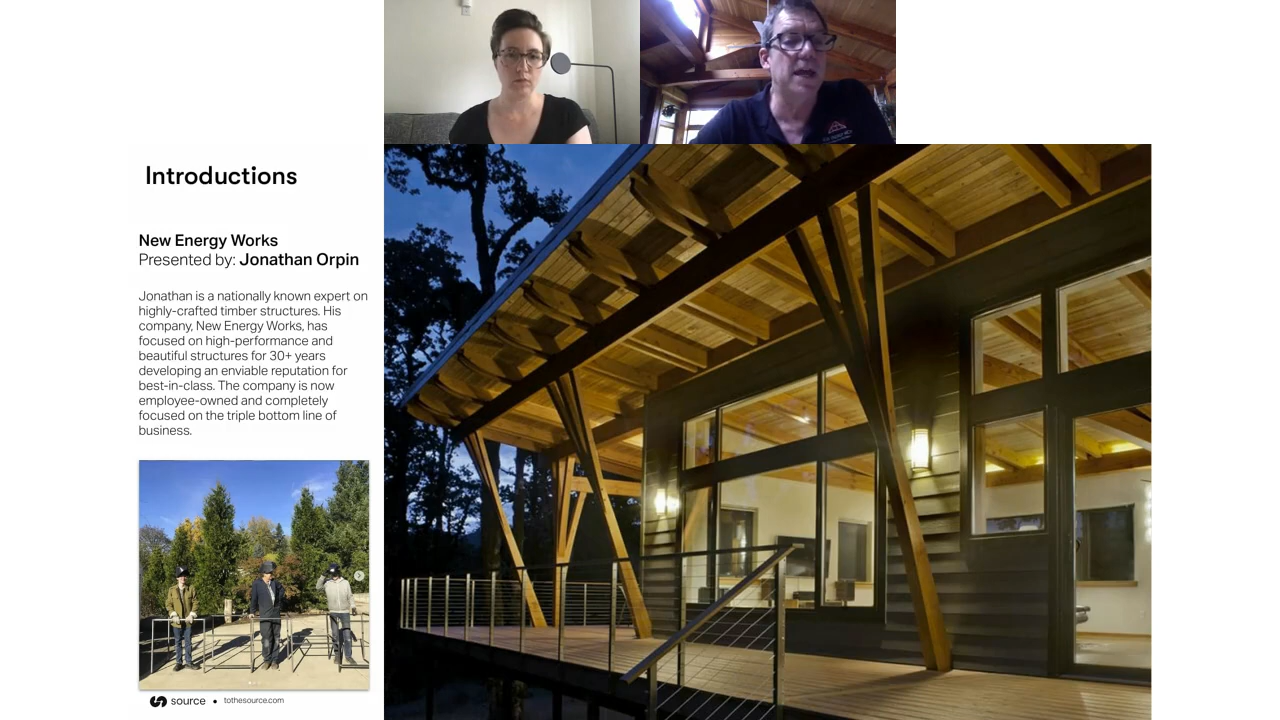 Introductions
New Energy Works
Presented by: Jonathan Orpin
Jonathan is a nationally known expert on
highly-crafted timber structures. His
company, New Energy Works, has
focused on high-performance and
beautiful structures for 30+ years
developing an enviable reputation for
best-in-class. The company is now
employee-owned and completely
focused on the triple bottom line of
business.
source • tothesource.com